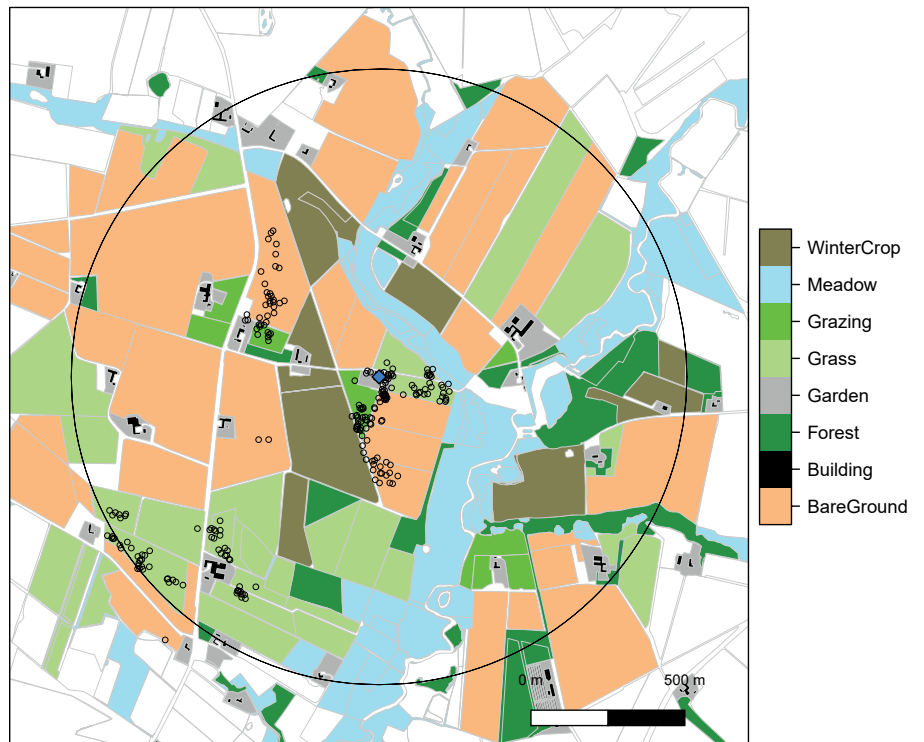 WinterCrop
Meadow
Grazing
Grass
Garden
Forest
Building
BareGround
0 m 500 m